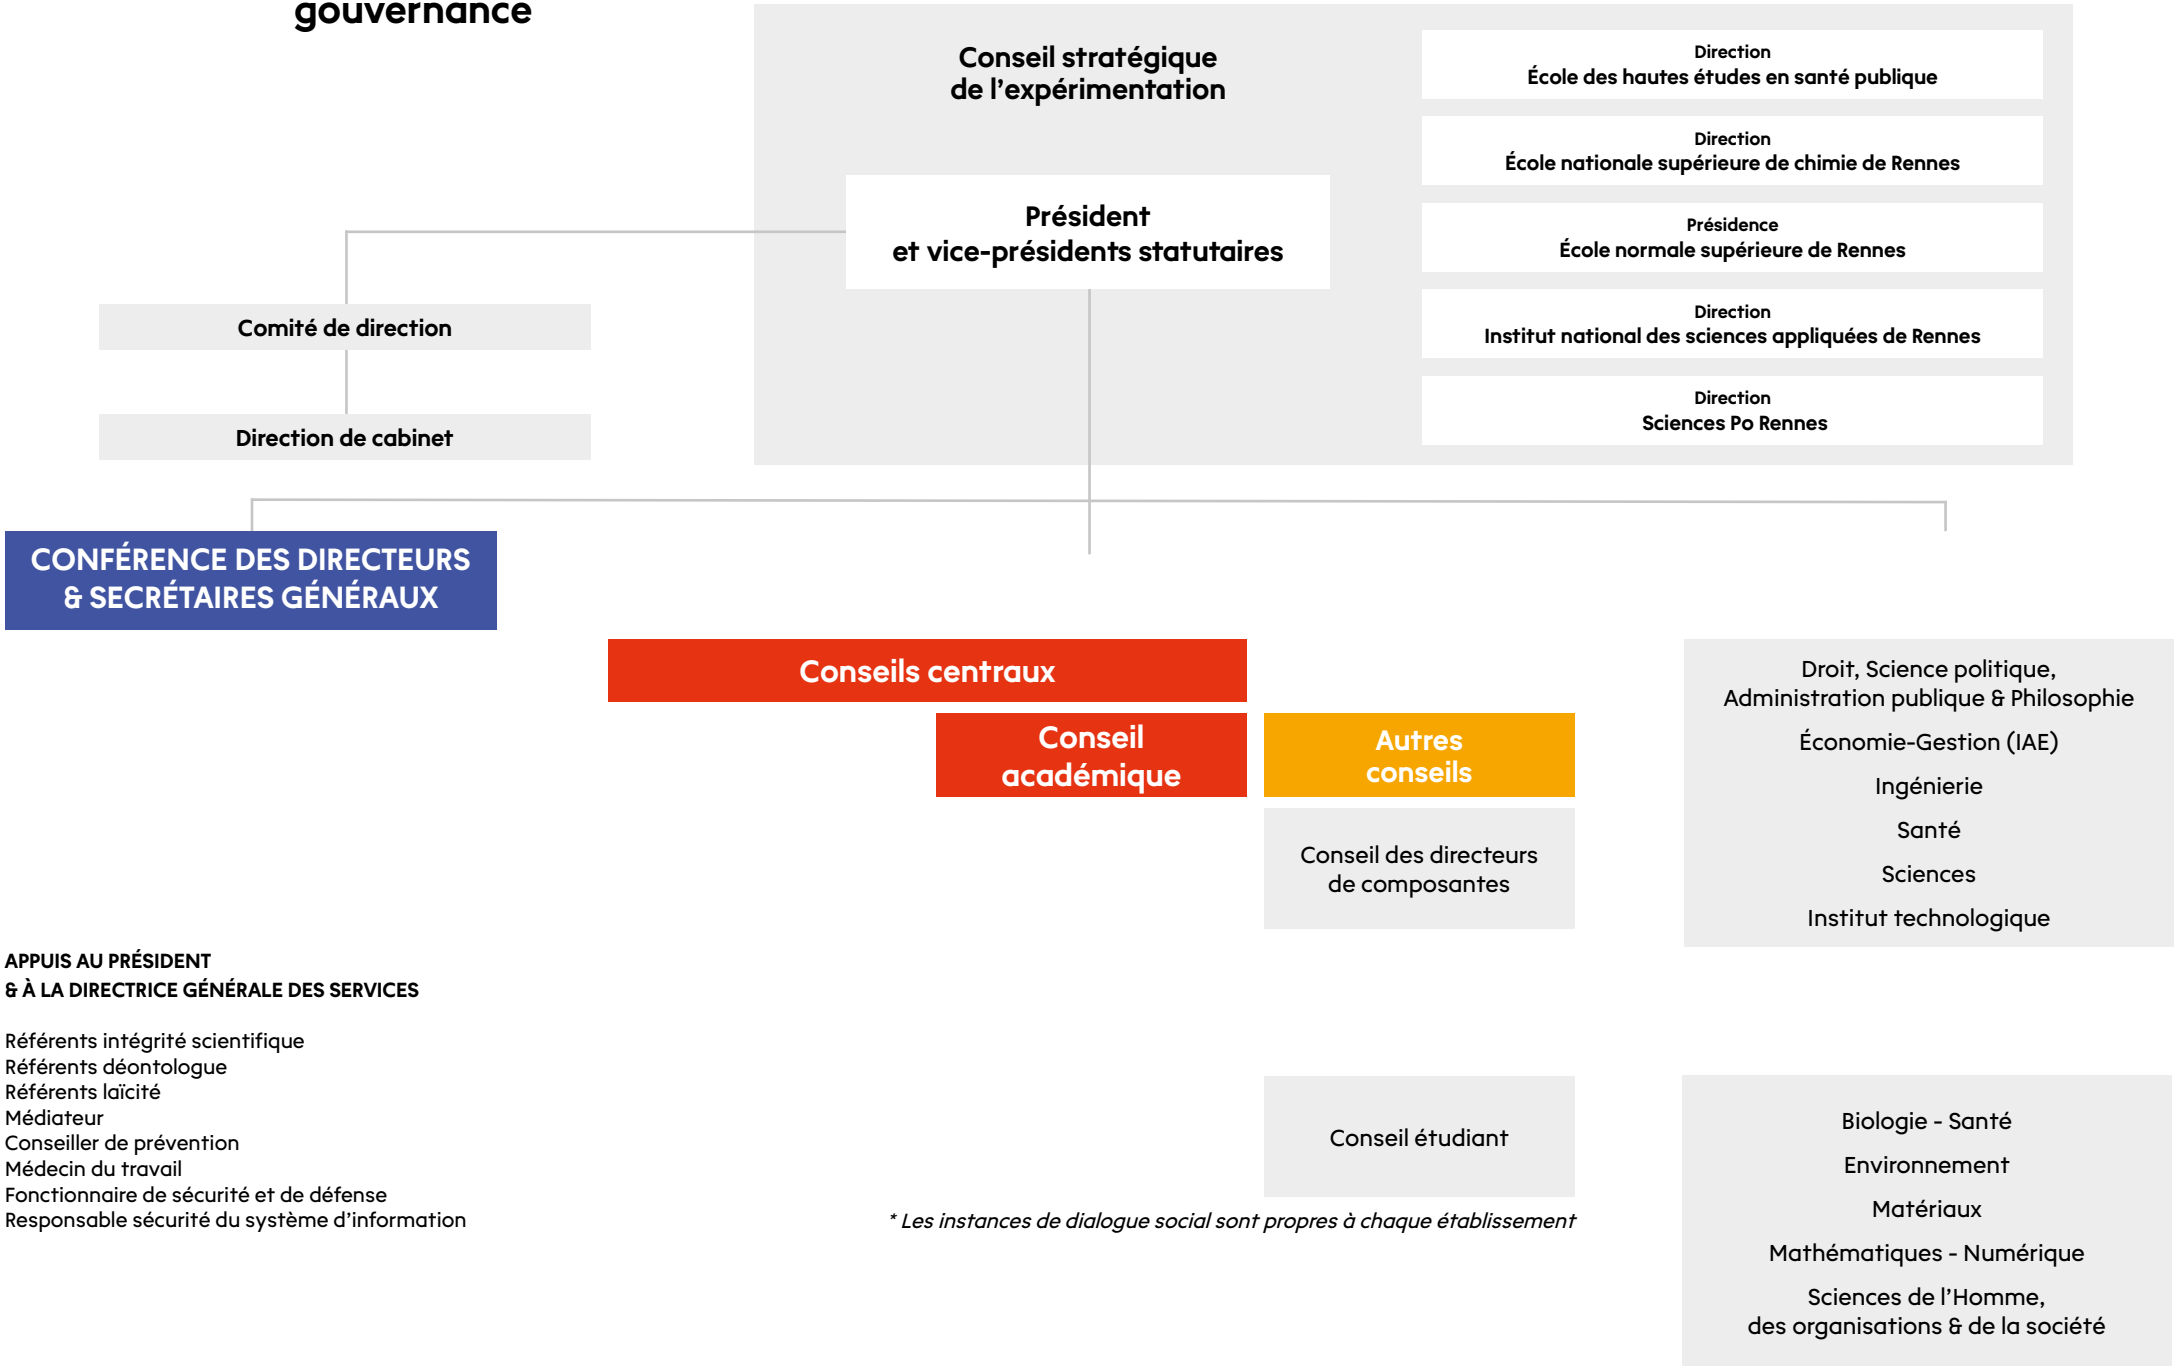 gouvernance
Conseil stratégique
de l'expérimentation
Direction
École des hautes études en santé publique
Direction
École nationale supérieure de chimie de Rennes
Présidence
École normale supérieure de Rennes
Direction
Institut national des sciences appliquées de Rennes
Direction
Sciences Po Rennes
Président
et vice-présidents statutaires
Comité de direction
Direction de cabinet
CONFÉRENCE DES DIRECTEURS
& SECRÉTAIRES GÉNÉRAUX
Conseils centraux
Conseil
académique
Autres
conseils
Conseil des directeurs
de composantes
Conseil étudiant
* Les instances de dialogue social sont propres à chaque établissement
Droit, Science politique,
Administration publique & Philosophie
Économie-Gestion (IAE)
Ingénierie
Santé
Sciences
Institut technologique
Biologie - Santé
Environnement
Matériaux
Mathématiques - Numérique
Sciences de l'Homme,
des organisations & de la société
APPUIS AU PRÉSIDENT
& À LA DIRECTRICE GÉNÉRALE DES SERVICES
Référents intégrité scientifique
Référents déontologue
Référents laïcité
Médiateur
Conseiller de prévention
Médecin du travail
Fonctionnaire de sécurité et de défense
Responsable sécurité du système d'information